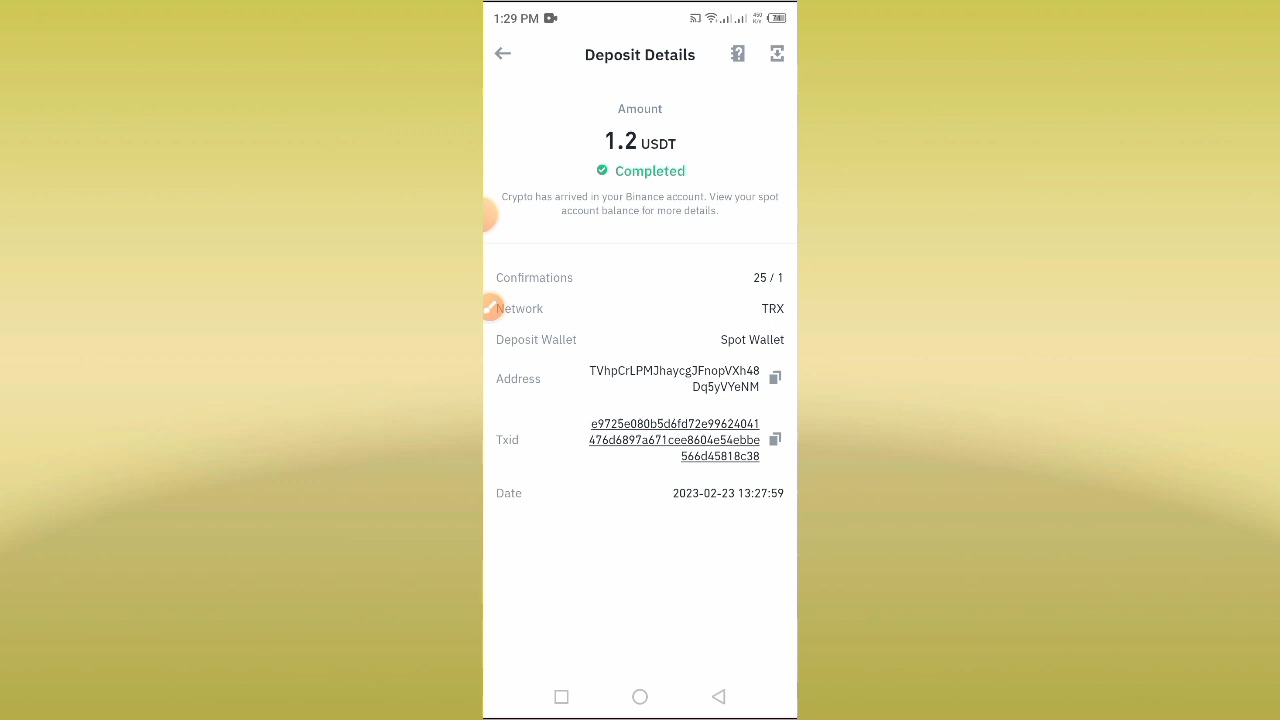 1:29 PM
Deposit Details
Amount
1.2 USDT
Completed
Crypto has arrived in your Binance account. View your spot
account balance for more details.
Confirmations 25 / 1
Network TRX
Deposit Wallet Spot Wallet
Address TVhpCrLPMJhaycgJFnopVXh48
Dq5yVYeNM
Txid e9725e080b5d6fd72e99624041
476d6897a671cee8604e54ebbe
566d45818c38
Date 2023-02-23 13:27:59